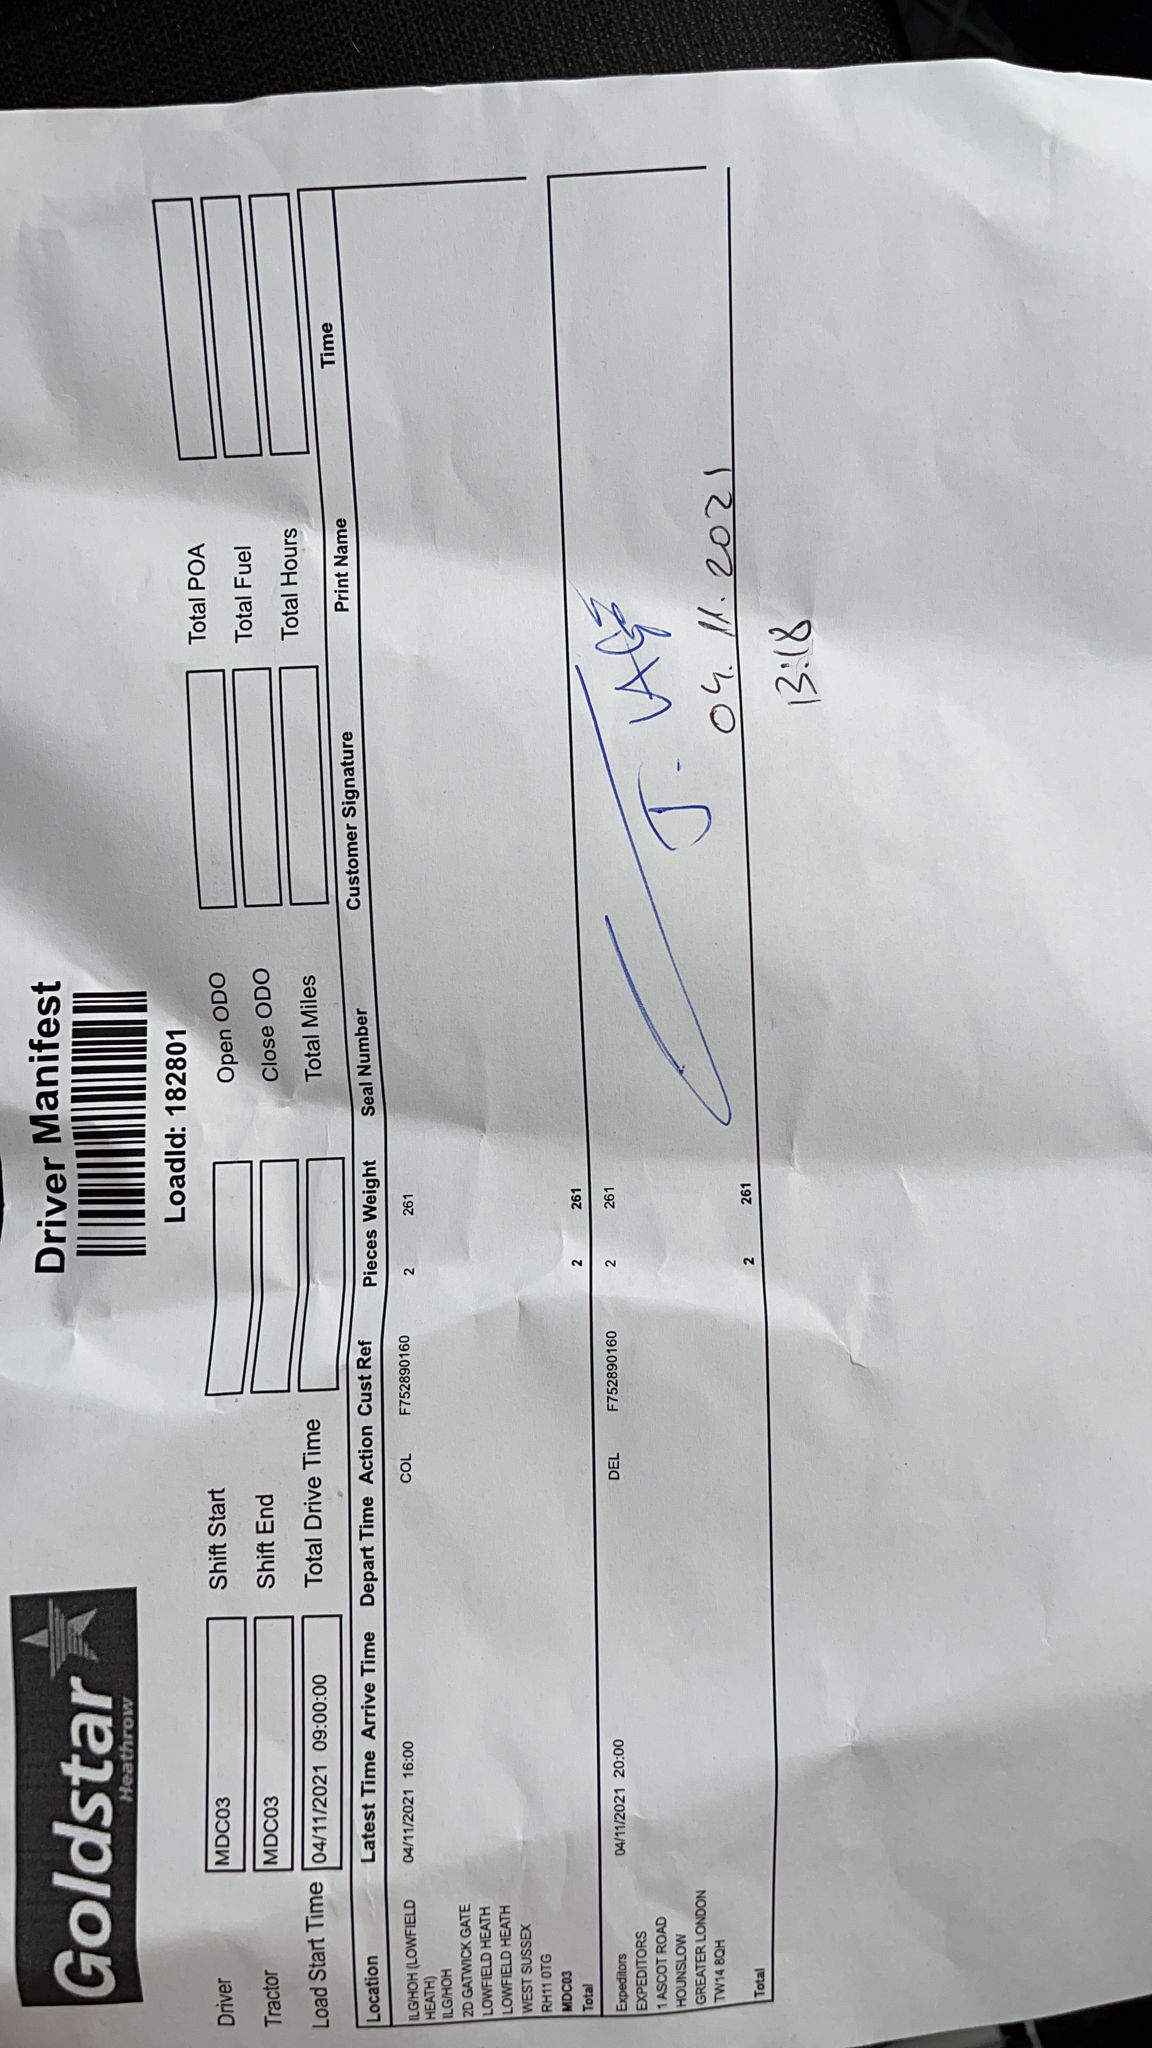 Goldstar
Heathrow
Driver Manifest
LoadId: 182801
Driver MDC03 Shift Start Open ODO Total POA
Tractor MDC03 Shift End Close ODO Total Fuel
Load Start Time 04/11/2021 09:00:00 Total Drive Time Total Miles Total Hours
Location Latest Time Arrive Time Depart Time Action Cust Ref Pieces Weight Seal Number Customer Signature Print Name Time
ILG/HOH (LOWFIELD 04/11/2021 16:00 COL F752890160 2 261
HEATH)
ILG/HOH
2D GATWICK GATE
LOWFIELD HEATH
LOWFIELD HEATH
WEST SUSSEX
RH11 0TG
MDC03
Total 2 261
Expeditors 04/11/2021 20:00 DEL F752890160 2 261
EXPEDITORS
1 ASCOT ROAD
HOUNSLOW
GREATER LONDON
TW14 8QH
J.
04.11.2021
Total 2 261
13:18